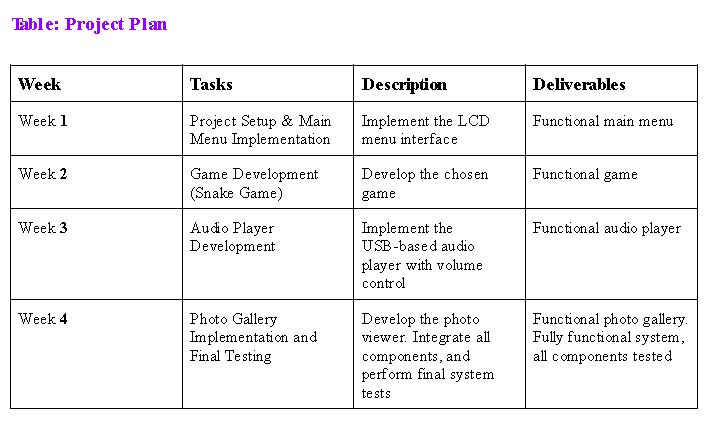 Table: Project Plan
Week Tasks Description Deliverables
Week 1 Project Setup & Main Implement the LCD Functional main menu
Menu Implementation menu interface
Week 2 Game Development Develop the chosen Functional game
(Snake Game) game
Week 3 Audio Player Implement the Functional audio player
Development USB-based audio
player with volume
control
Week 4 Photo Gallery Develop the photo Functional photo gallery.
Implementation and viewer. Integrate all Fully functional system,
Final Testing components, and all components tested
perform final system
tests